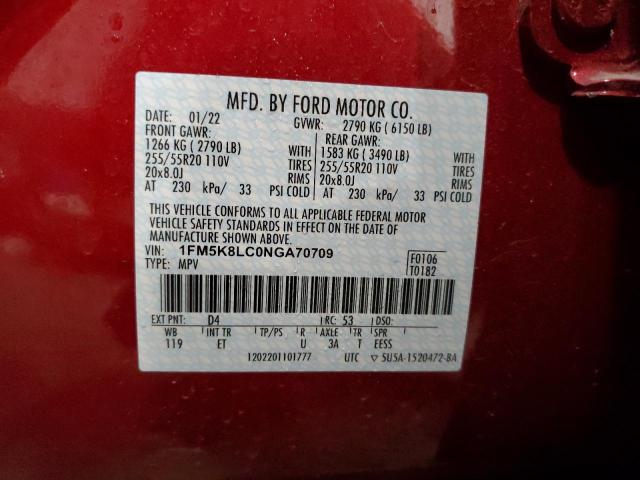 MFD. BY FORD MOTOR CO.
DATE: 01/22 GVWR: 2790 KG ( 6150 LB)
FRONT GAWR: REAR GAWR:
1266 KG ( 2790 LB) WITH 1583 KG ( 3490 LB) WITH
255/55R20 110V TIRES 255/55R20 110V TIRES
20x8.0J RIMS 20x8.0J RIMS
AT 230 kPa/ 33 PSI COLD AT 230 kPa/ 33 PSI COLD
THIS VEHICLE CONFORMS TO ALL APPLICABLE FEDERAL MOTOR
VEHICLE SAFETY STANDARDS IN EFFECT ON THE DATE OF MANUFACTURE
SHOWN ABOVE.
VIN: 1FM5K8LC0NGA70709 F0106
TYPE: MPV T0182
EXT PNT: D4 RC: 53 DSO:
WB INT TR TP/PS R AXLE TR SPR
119 ET U 3A T EESS
1202201101777 UTC ▽ 5U5A-1520472-BA